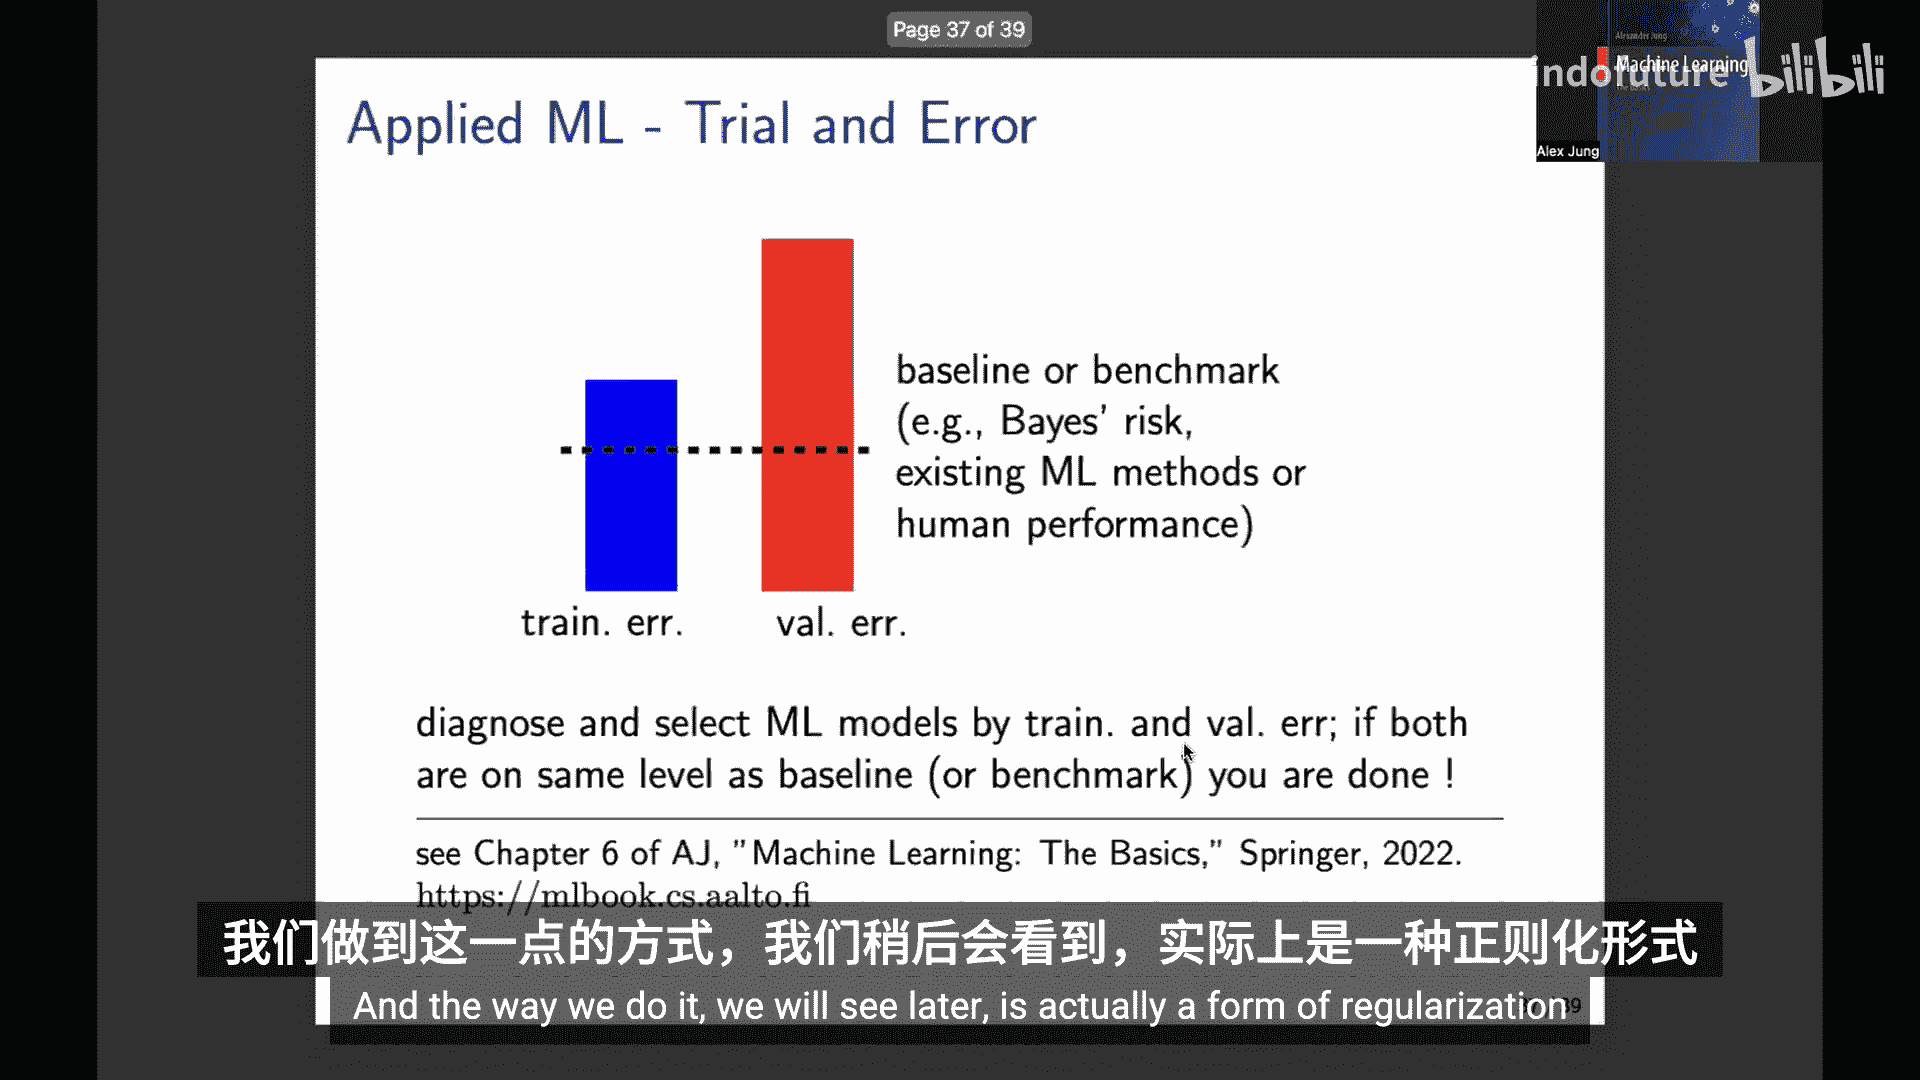 Page 37 of 39
Alexander Jung
Machine Learning
indofuture bilibili
Alex Jung
Applied ML - Trial and Error
baseline or benchmark
(e.g., Bayes' risk,
existing ML methods or
human performance)
train. err.
val. err.
diagnose and select ML models by train. and val. err; if both
are on same level as baseline (or benchmark) you are done !
see Chapter 6 of AJ, "Machine Learning: The Basics," Springer, 2022.
https://mlbook.cs.aalto.fi
我们做到这一点的方式，我们稍后会看到，实际上是一种正则化形式
And the way we do it, we will see later, is actually a form of regularization